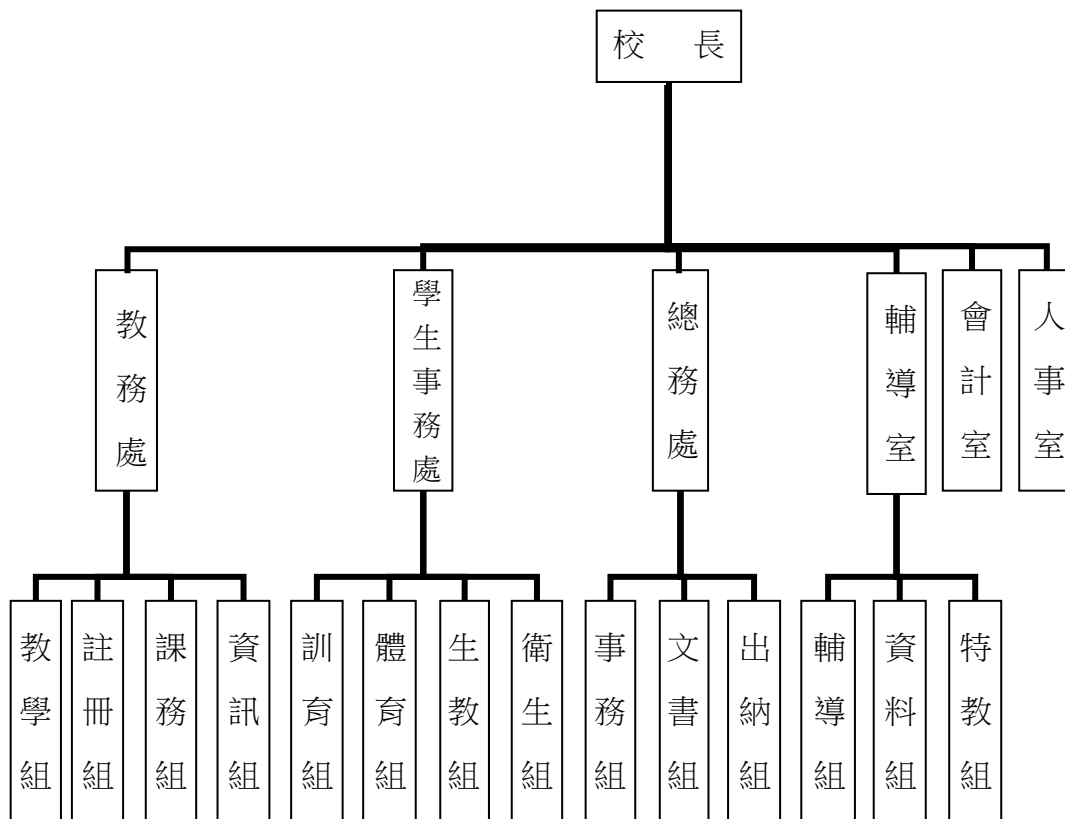 校長
教務處
學生事務處
總務處
輔導室
會計室
人事室
教學組
註冊組
課務組
資訊組
訓育組
體育組
生教組
衛生組
事務組
文書組
出納組
輔導組
資料組
特教組